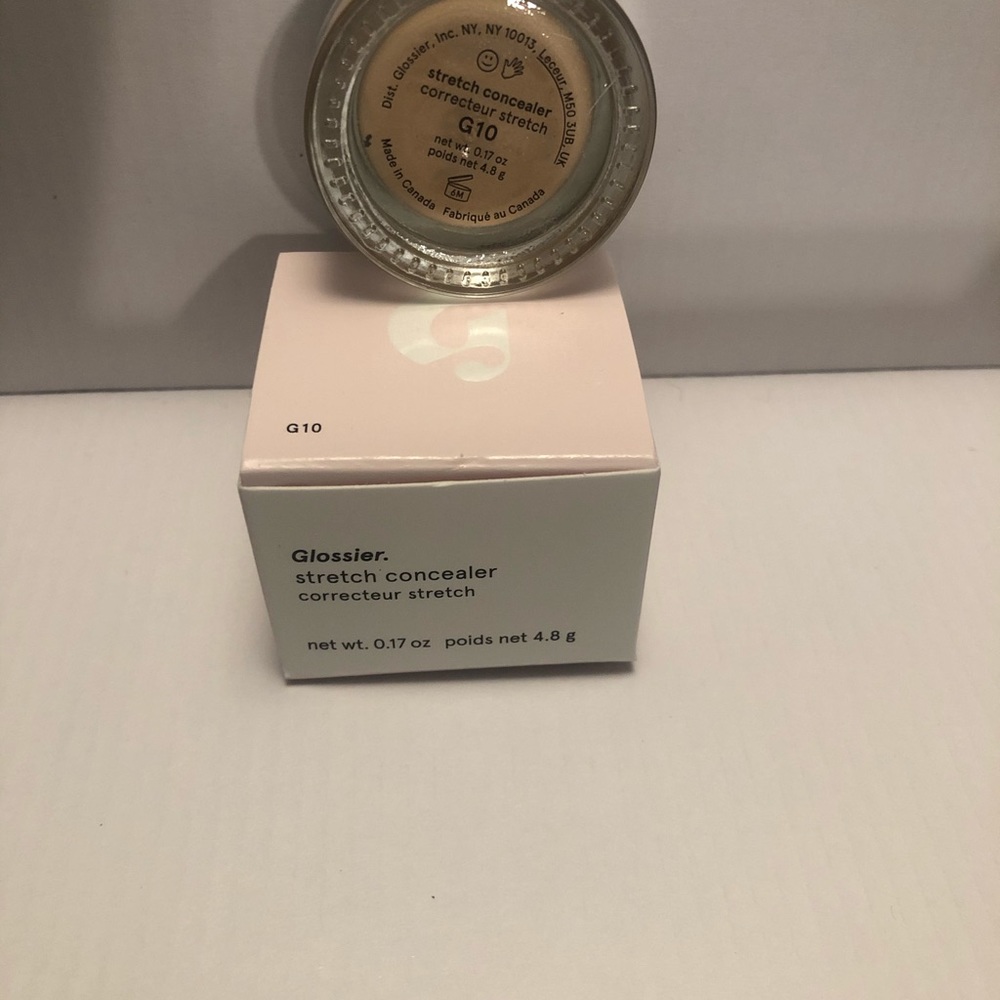 Dist. Glossier, Inc. NY, NY 10013, Leceur, M50 3UB, UK
stretch concealer
correcteur stretch
G10
net wt. 0.17 oz
poids net 4.8 g
6M
Made in Canada Fabriqué au Canada
G10
Glossier.
stretch concealer
correcteur stretch
net wt. 0.17 oz poids net 4.8 g